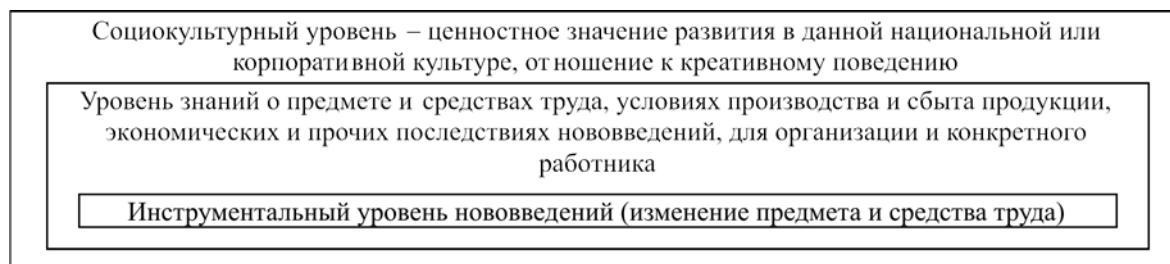 Социокультурный уровень – ценностное значение развития в данной национальной или
корпоративной культуре, отношение к креативному поведению
Уровень знаний о предмете и средствах труда, условиях производства и сбыта продукции,
экономических и прочих последствиях нововведений, для организации и конкретного
работника
Инструментальный уровень нововведений (изменение предмета и средства труда)